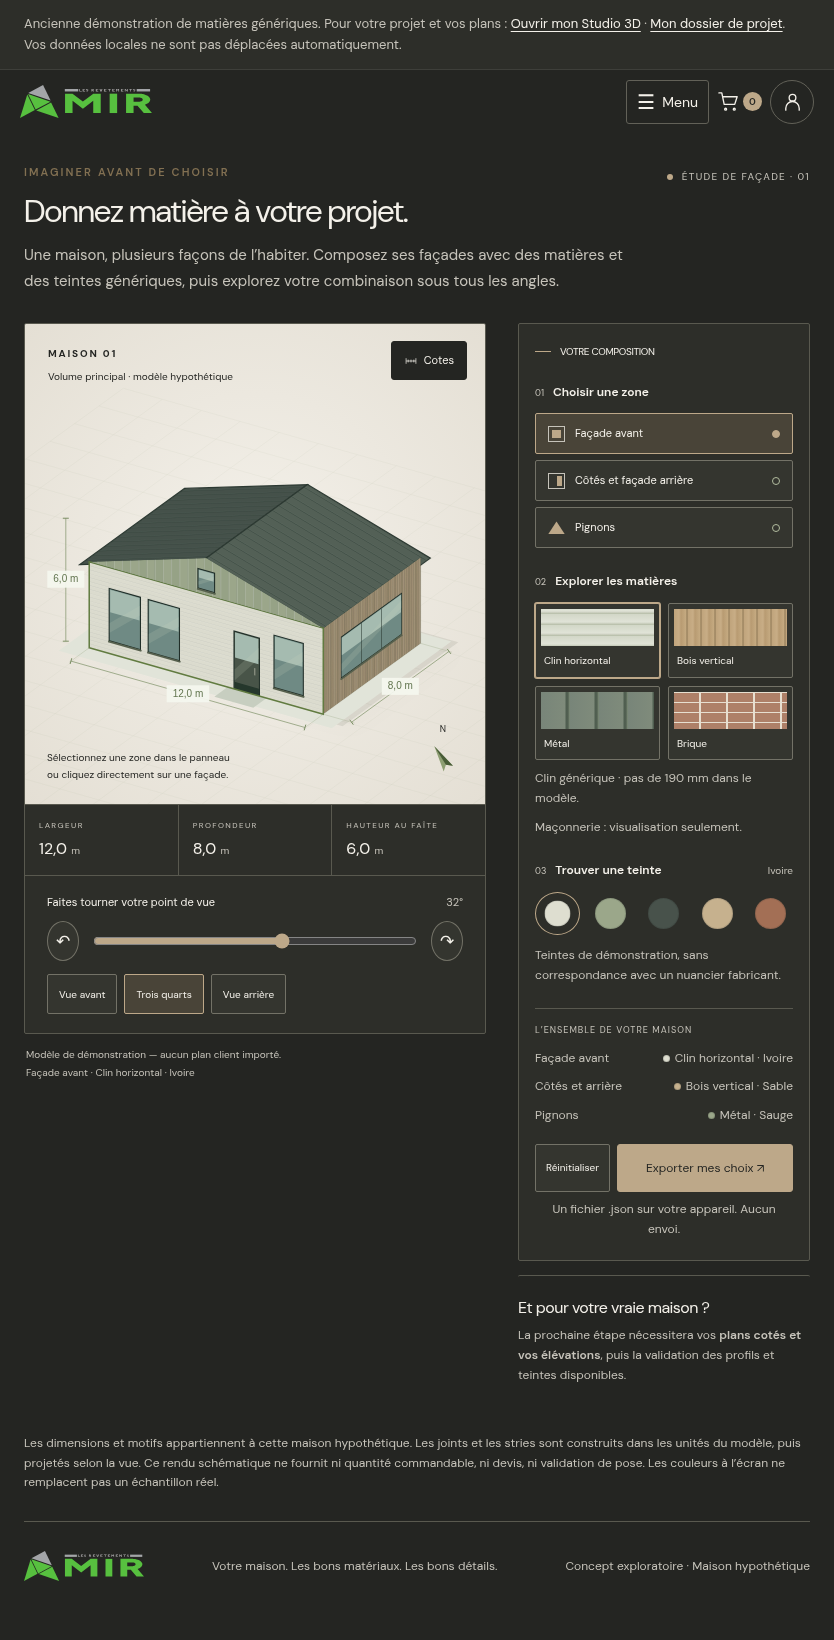 Ancienne démonstration de matières génériques. Pour votre projet et vos plans : Ouvrir mon Studio 3D · Mon dossier de projet.
Vos données locales ne sont pas déplacées automatiquement.
LES REVÊTEMENTS
MIR
Menu
0
IMAGINER AVANT DE CHOISIR
ÉTUDE DE FAÇADE · 01
Donnez matière à votre projet.
Une maison, plusieurs façons de l’habiter. Composez ses façades avec des matières et
des teintes génériques, puis explorez votre combinaison sous tous les angles.
MAISON 01
Volume principal · modèle hypothétique
Cotes
6,0 m
12,0 m
8,0 m
N
Sélectionnez une zone dans le panneau
ou cliquez directement sur une façade.
LARGEUR
12,0 m
PROFONDEUR
8,0 m
HAUTEUR AU FAÎTE
6,0 m
Faites tourner votre point de vue
32°
Vue avant
Trois quarts
Vue arrière
Modèle de démonstration — aucun plan client importé.
Façade avant · Clin horizontal · Ivoire
VOTRE COMPOSITION
01 Choisir une zone
Façade avant
Côtés et façade arrière
Pignons
02 Explorer les matières
Clin horizontal
Bois vertical
Métal
Brique
Clin générique · pas de 190 mm dans le
modèle.
Maçonnerie : visualisation seulement.
03 Trouver une teinte
Ivoire
Teintes de démonstration, sans
correspondance avec un nuancier fabricant.
L’ENSEMBLE DE VOTRE MAISON
Façade avant
Clin horizontal · Ivoire
Côtés et arrière
Bois vertical · Sable
Pignons
Métal · Sauge
Réinitialiser
Exporter mes choix ↗
Un fichier .json sur votre appareil. Aucun
envoi.
Et pour votre vraie maison ?
La prochaine étape nécessitera vos plans cotés et
vos élévations, puis la validation des profils et
teintes disponibles.
Les dimensions et motifs appartiennent à cette maison hypothétique. Les joints et les stries sont construits dans les unités du modèle, puis
projetés selon la vue. Ce rendu schématique ne fournit ni quantité commandable, ni devis, ni validation de pose. Les couleurs à l’écran ne
remplacent pas un échantillon réel.
LES REVÊTEMENTS
MIR
Votre maison. Les bons matériaux. Les bons détails.
Concept exploratoire · Maison hypothétique